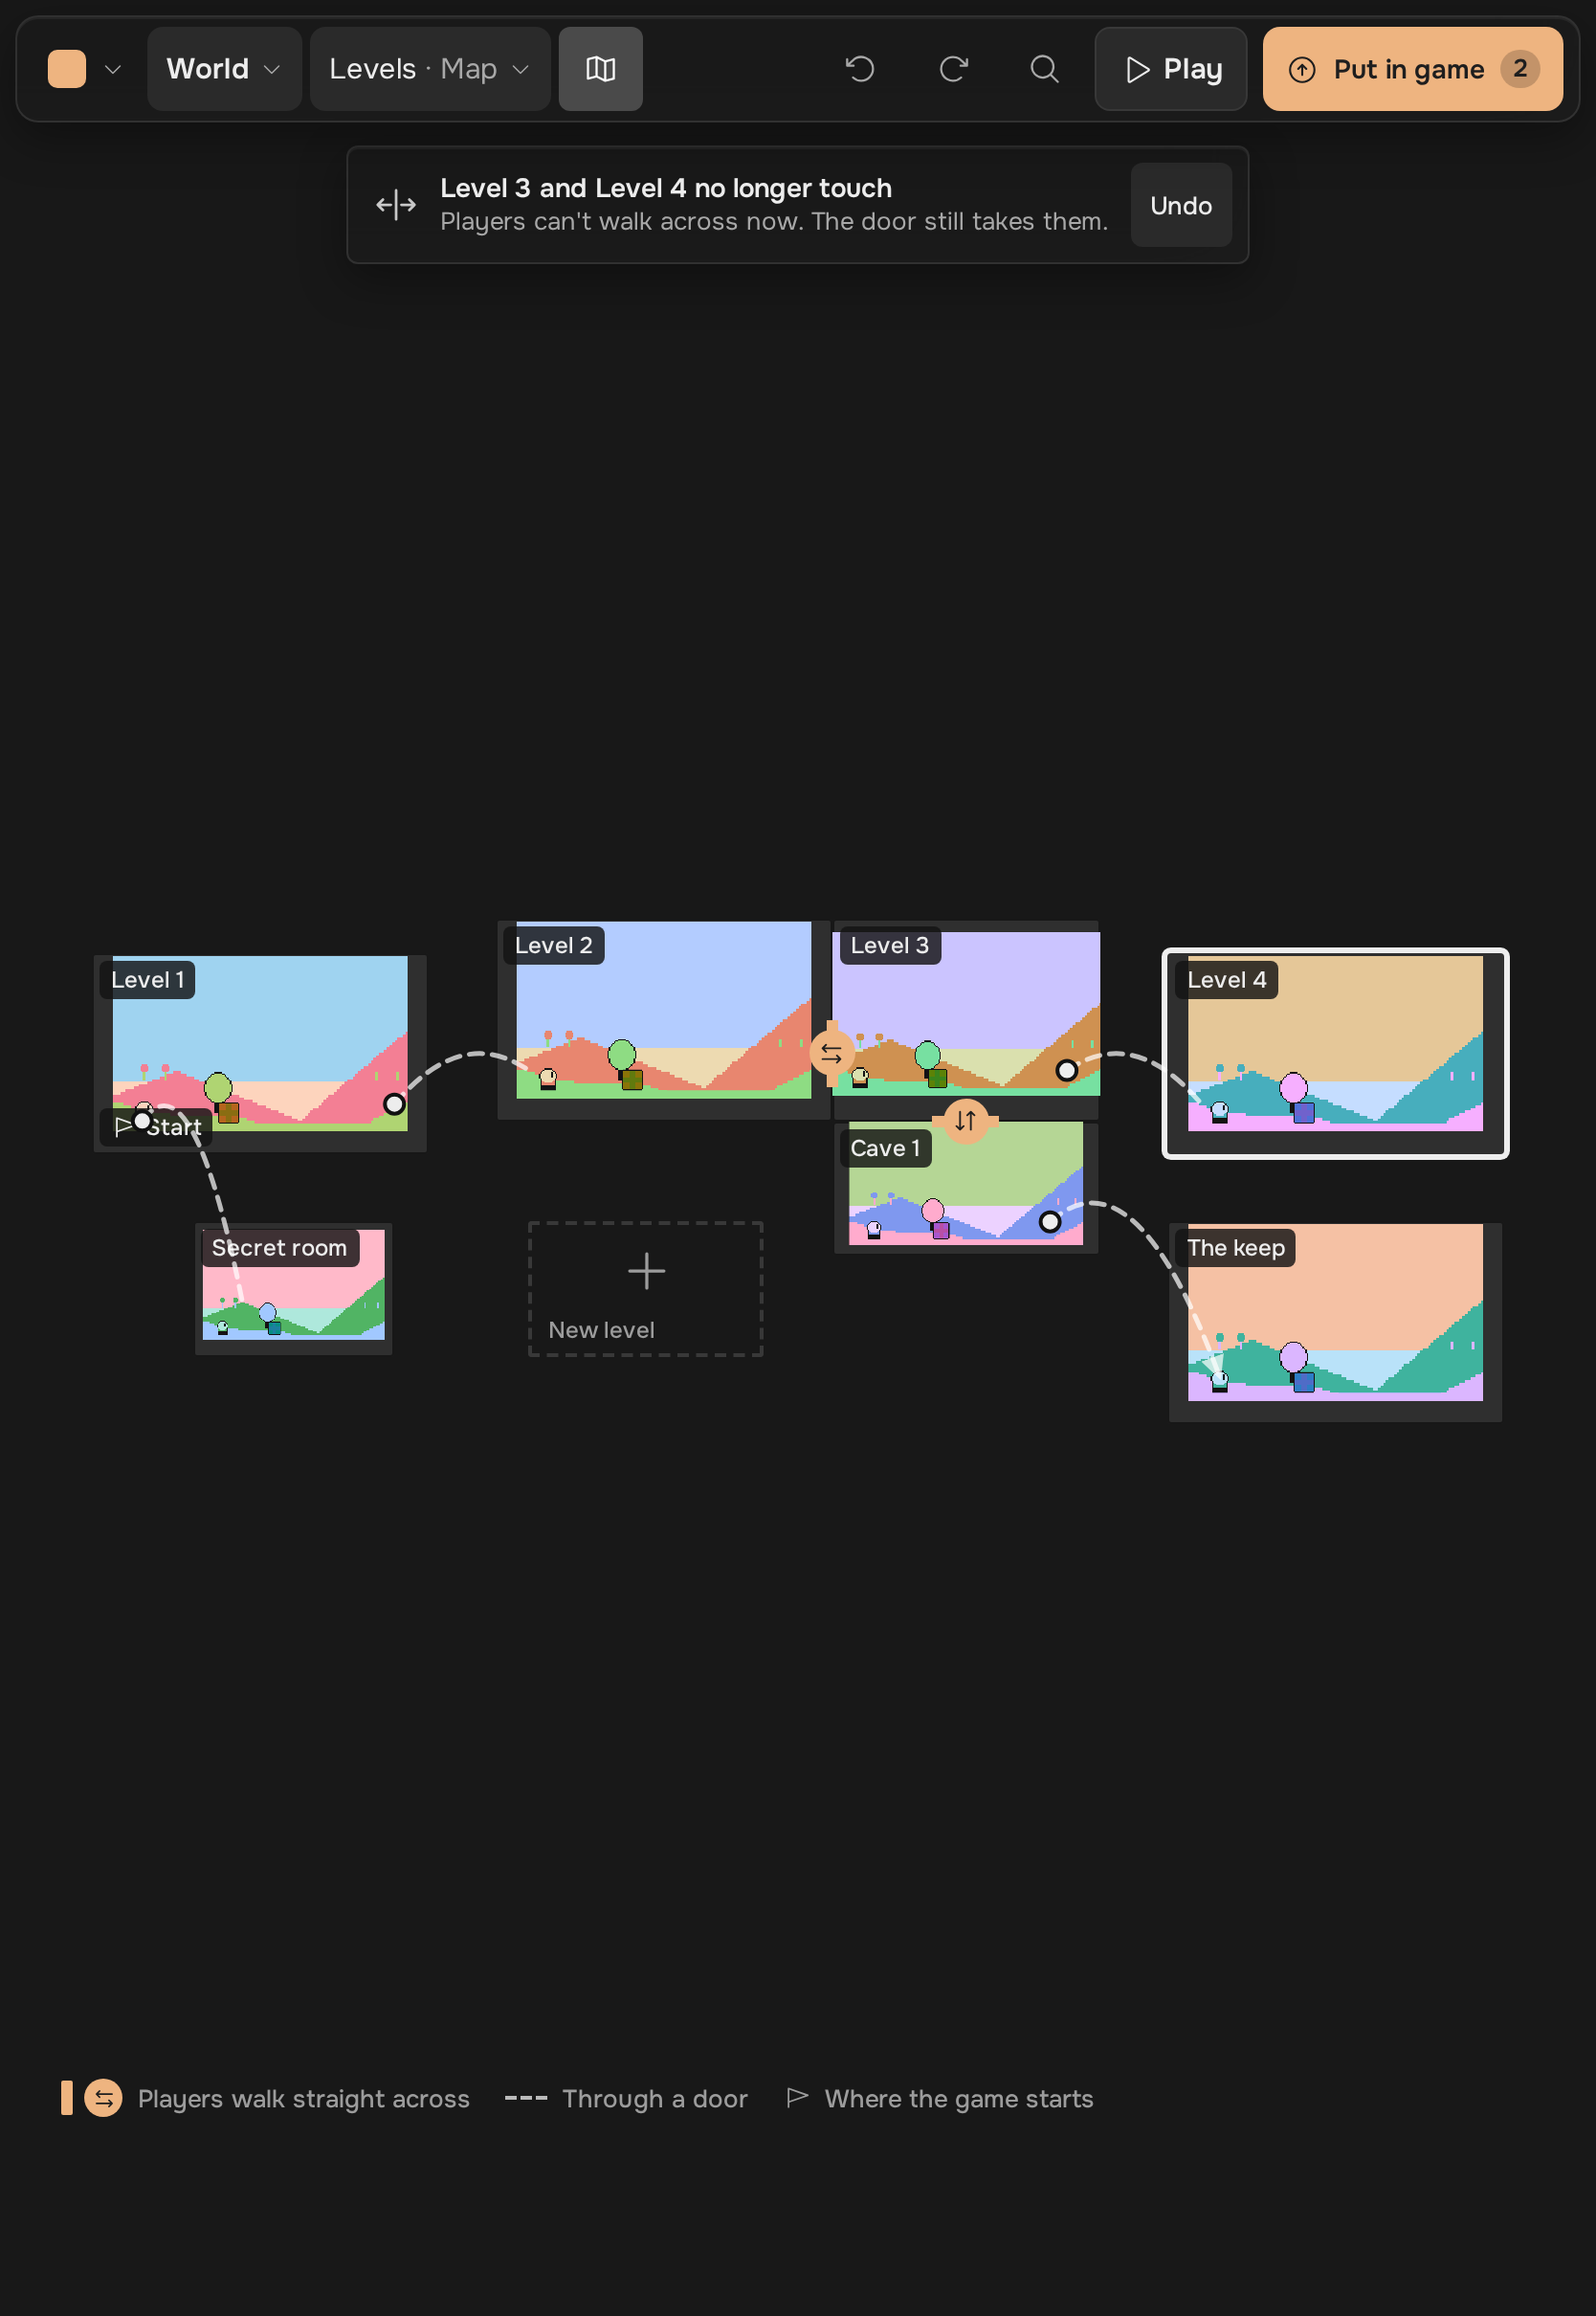 World
Levels · Map
Play
Put in game 2
Level 3 and Level 4 no longer touch
Players can't walk across now. The door still takes them.
Undo
Level 1
Level 2
Level 3
Level 4
Start
Cave 1
Secret room
New level
The keep
Players walk straight across
Through a door
Where the game starts